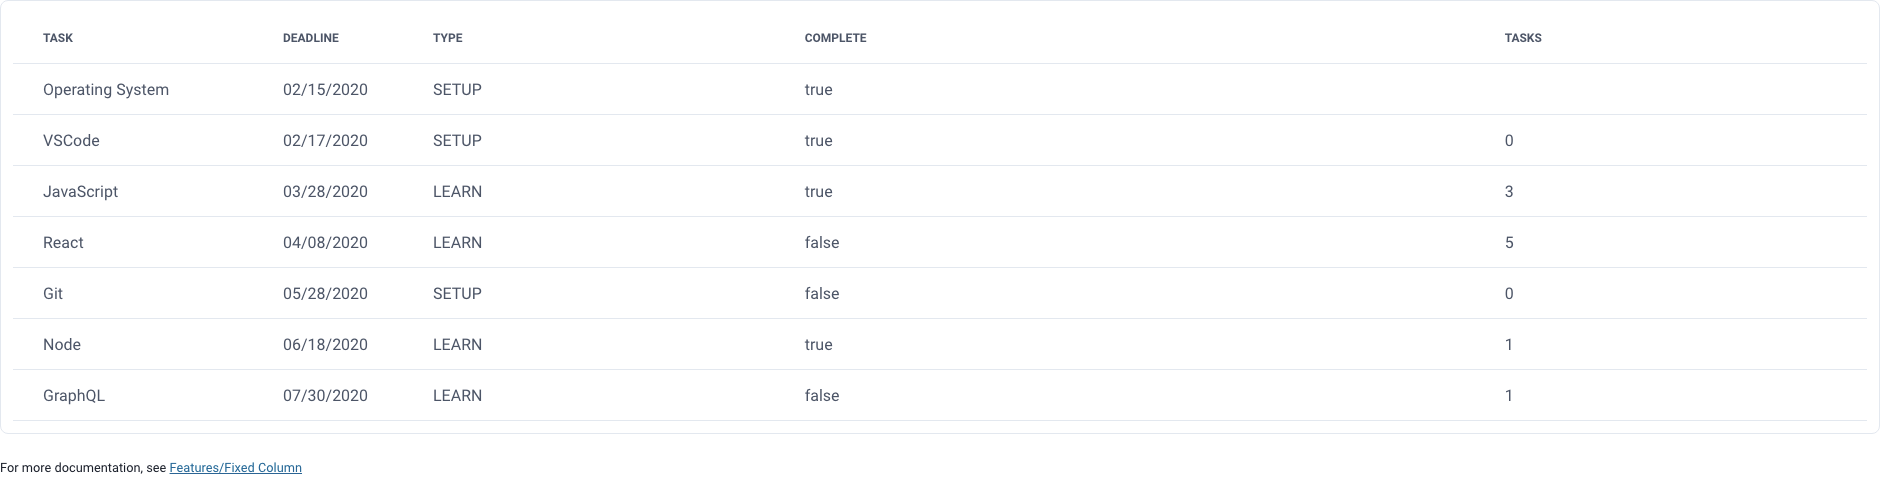 TASK DEADLINE TYPE COMPLETE TASKS
Operating System 02/15/2020 SETUP true
VSCode 02/17/2020 SETUP true 0
JavaScript 03/28/2020 LEARN true 3
React 04/08/2020 LEARN false 5
Git 05/28/2020 SETUP false 0
Node 06/18/2020 LEARN true 1
GraphQL 07/30/2020 LEARN false 1
For more documentation, see Features/Fixed Column